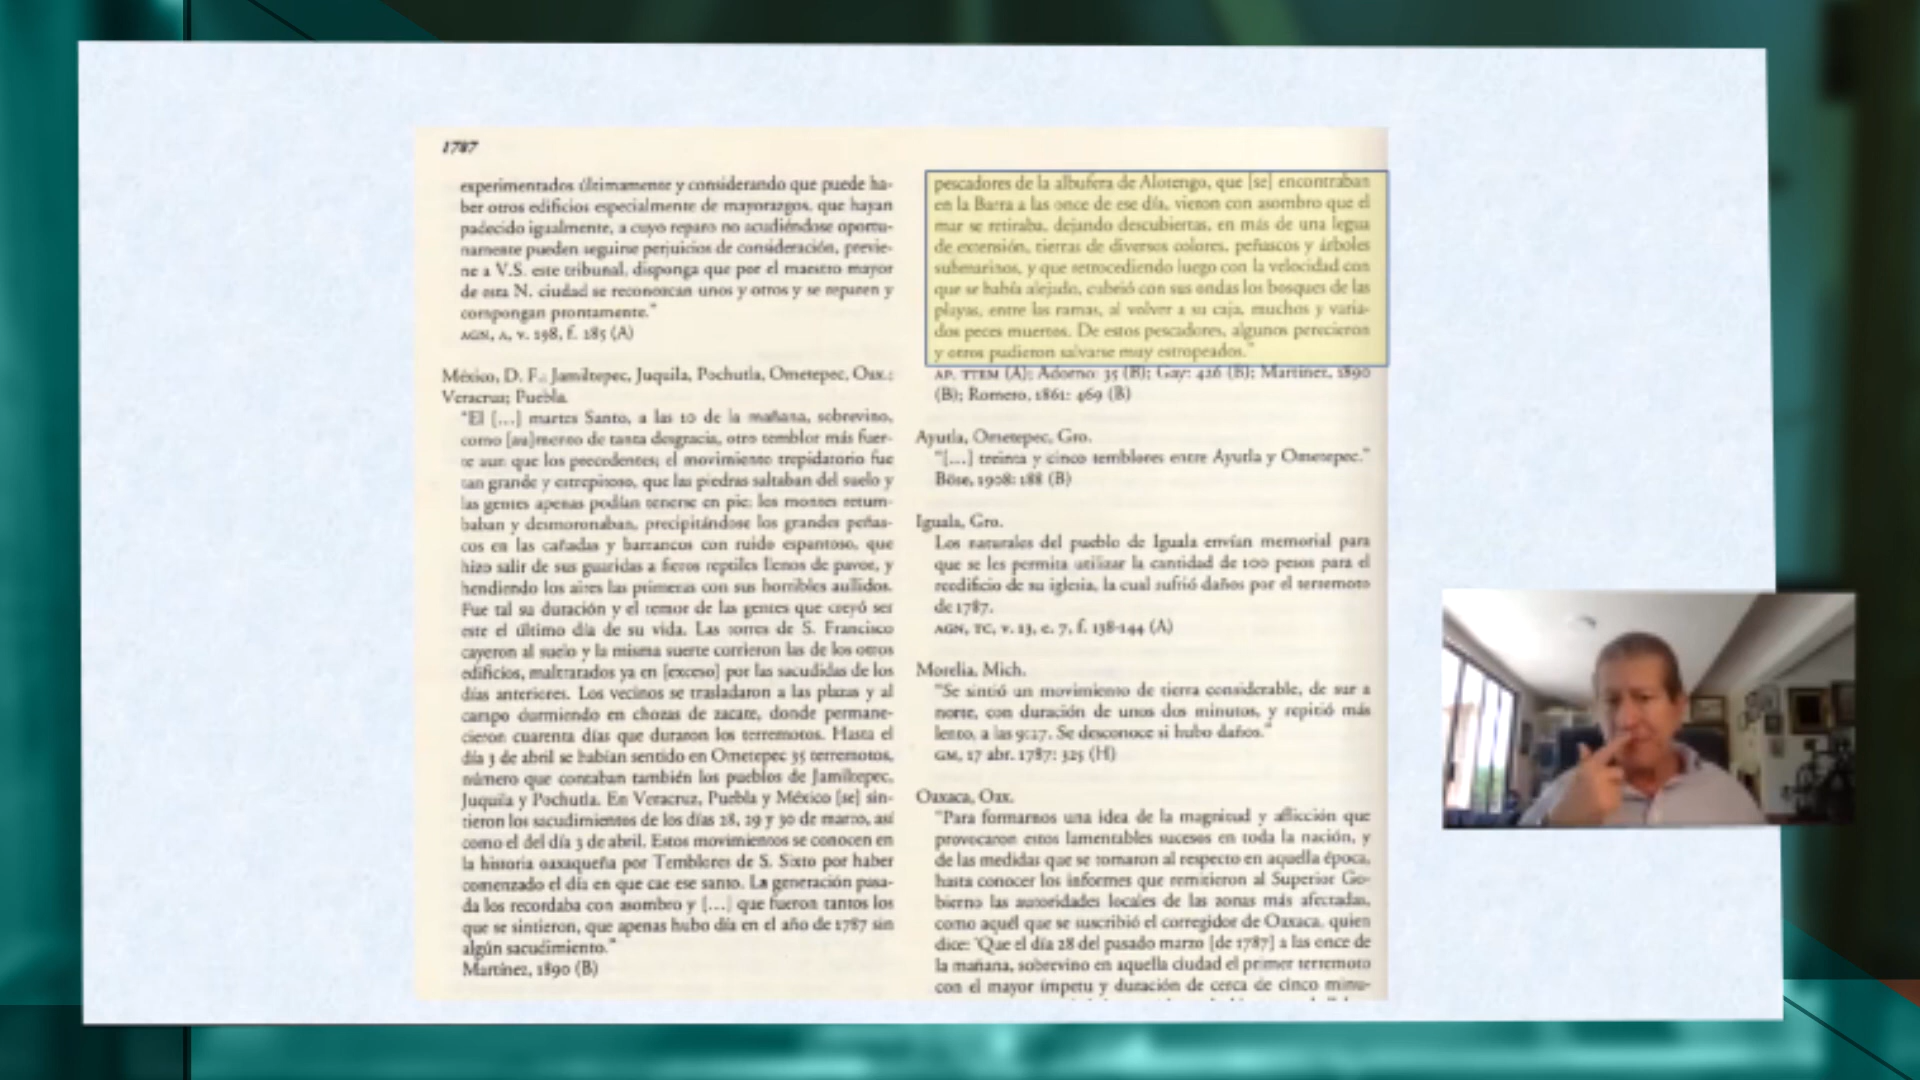 1787
experimentados últimamente y considerando que puede ha-
ber otros edificios especialmente de mayorazgos, que hayan
padecido igualmente, a cuyo reparo no acudiéndose oportu-
namente pueden seguirse perjuicios de consideración, previe-
ne a V.S. este tribunal, disponga que por el maestro mayor
de esta N. ciudad se reconozcan unos y otros y se reparen y
compongan prontamente."
AGN, A, v. 198, f. 185 (A)
México, D. F.; Jamiltepec, Juquila, Pochutla, Ometepec, Oax.;
Veracruz; Puebla.
"El [...] martes Santo, a las 10 de la mañana, sobrevino,
como [au]mento de tanta desgracia, otro temblor más fuer-
te aun que los precedentes; el movimiento trepidatorio fue
tan grande y estrepitoso, que las piedras saltaban del suelo y
las gentes apenas podían tenerse en pie; los montes retum-
baban y desmoronaban, precipitándose los grandes peñas-
cos en las cañadas y barrancos con ruido espantoso, que
hizo salir de sus guaridas a fieros reptiles llenos de pavor, y
hendiendo los aires las primeras con sus horribles aullidos.
Fue tal su duración y el temor de las gentes que creyó ser
este el último día de su vida. Las torres de S. Francisco
cayeron al suelo y la misma suerte corrieron las de los otros
edificios, maltratados ya en [exceso] por las sacudidas de los
días anteriores. Los vecinos se trasladaron a las plazas y al
campo durmiendo en chozas de zacate, donde permane-
cieron cuarenta días que duraron los terremotos. Hasta el
día 3 de abril se habían sentido en Ometepec 35 terremotos,
número que contaban también los pueblos de Jamiltepec,
Juquila y Pochutla. En Veracruz, Puebla y México [se] sin-
tieron los sacudimientos de los días 28, 29 y 30 de marzo, así
como el del día 3 de abril. Estos movimientos se conocen en
la historia oaxaqueña por Temblores de S. Sixto por haber
comenzado el día en que cae ese santo. La generación pasa-
da los recordaba con asombro y [...] que fueron tantos los
que se sintieron, que apenas hubo día en el año de 1787 sin
algún sacudimiento."
Martínez, 1890 (B)
pescadores de la albufera de Alotengo, que [se] encontraban
en la Barra a las once de ese día, vieron con asombro que el
mar se retiraba, dejando descubiertas, en más de una legua
de extensión, tierras de diversos colores, peñascos y árboles
submarinos, y que retrocediendo luego con la velocidad con
que se había alejado, cubrió con sus ondas los bosques de las
playas, entre las ramas, al volver a su caja, muchos y varia-
dos peces muertos. De estos pescadores, algunos perecieron
y otros pudieron salvarse muy estropeados."
AP. TTEM (A); Adorno: 35 (B); Gay: 426 (B); Martínez, 1890
(B); Romero, 1861: 469 (B)
Ayutla, Ometepec, Gro.
"[...] treinta y cinco temblores entre Ayutla y Ometepec."
Böse, 1908: 188 (B)
Iguala, Gro.
Los naturales del pueblo de Iguala envían memorial para
que se les permita utilizar la cantidad de 100 pesos para el
reedificio de su iglesia, la cual sufrió daños por el terremoto
de 1787.
AGN, TC, v. 13, e. 7, f. 138-144 (A)
Morelia, Mich.
"Se sintió un movimiento de tierra considerable, de sur a
norte, con duración de unos dos minutos, y repitió más
lento, a las 9:17. Se desconoce si hubo daños."
GM, 17 abr. 1787: 325 (H)
Oaxaca, Oax.
"Para formarnos una idea de la magnitud y aflicción que
provocaron estos lamentables sucesos en toda la nación, y
de las medidas que se tomaron al respecto en aquella época,
hasta conocer los informes que remitieron al Superior Go-
bierno las autoridades locales de las zonas más afectadas,
como aquél que se suscribió el corregidor de Oaxaca, quien
dice: 'Que el día 28 del pasado marzo [de 1787] a las once de
la mañana, sobrevino en aquella ciudad el primer terremoto
con el mayor ímpetu y duración de cerca de cinco minu-